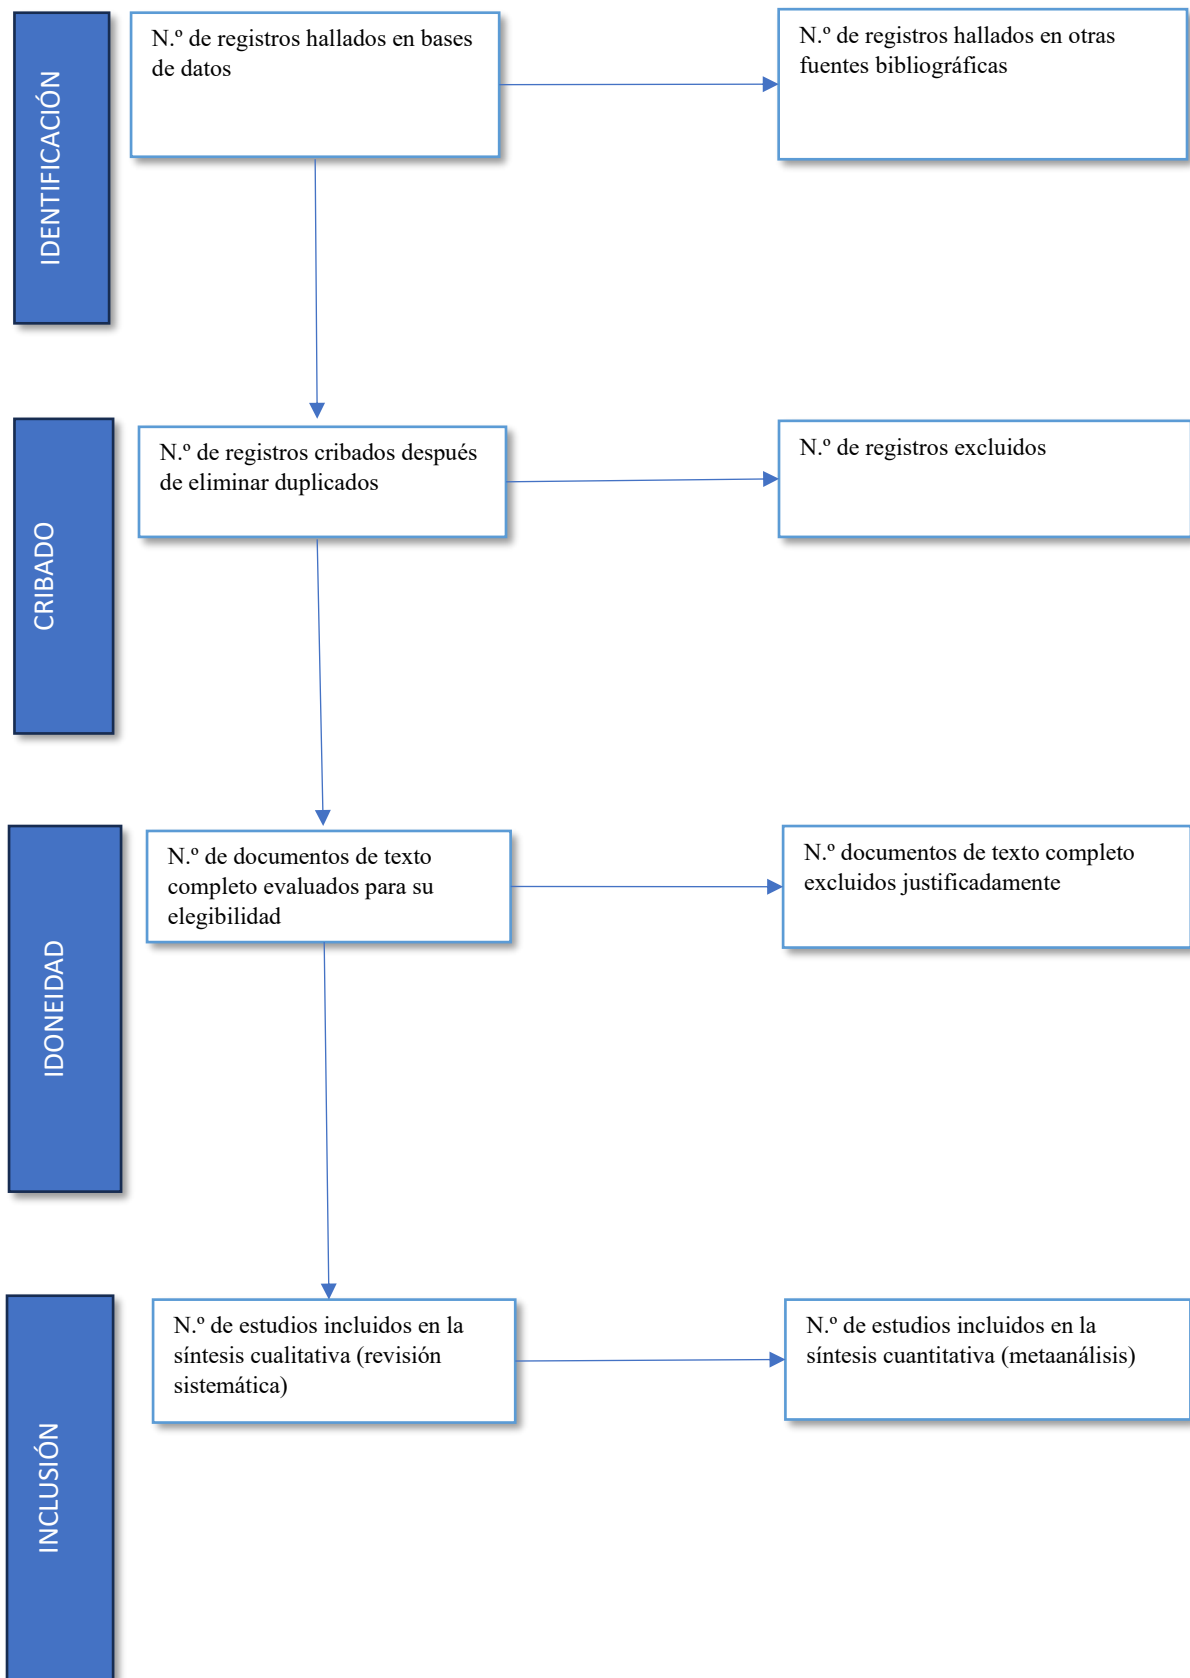 IDENTIFICACIÓN
N.º de registros hallados en bases
de datos
N.º de registros hallados en otras
fuentes bibliográficas
CRIBADO
N.º de registros cribados después
de eliminar duplicados
N.º de registros excluidos
IDONEIDAD
N.º de documentos de texto
completo evaluados para su
elegibilidad
N.º documentos de texto completo
excluidos justificadamente
INCLUSIÓN
N.º de estudios incluidos en la
síntesis cualitativa (revisión
sistemática)
N.º de estudios incluidos en la
síntesis cuantitativa (metaanálisis)